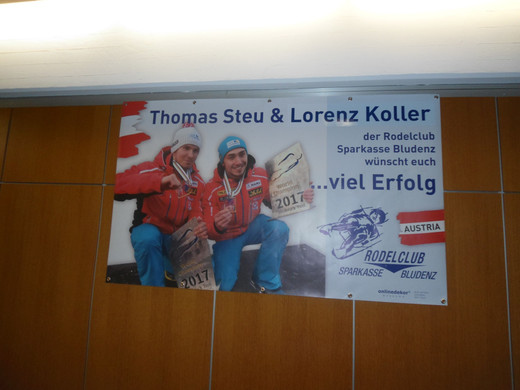 Thomas Steu & Lorenz Koller
der Rodelclub
Sparkasse Bludenz
wünscht euch
...viel Erfolg
2017
2017
AUSTRIA
RODELCLUB
SPARKASSE BLUDENZ